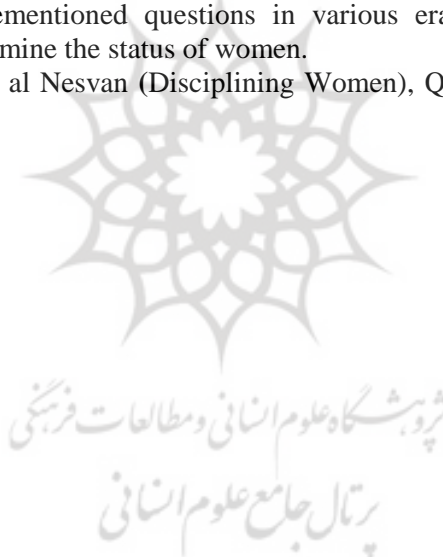 ementioned questions in various era
mine the status of women.
al Nesvan (Disciplining Women), Q
پژوهشگاه علوم انسانی و مطالعات فرهنگی
پرتال جامع علوم انسانی